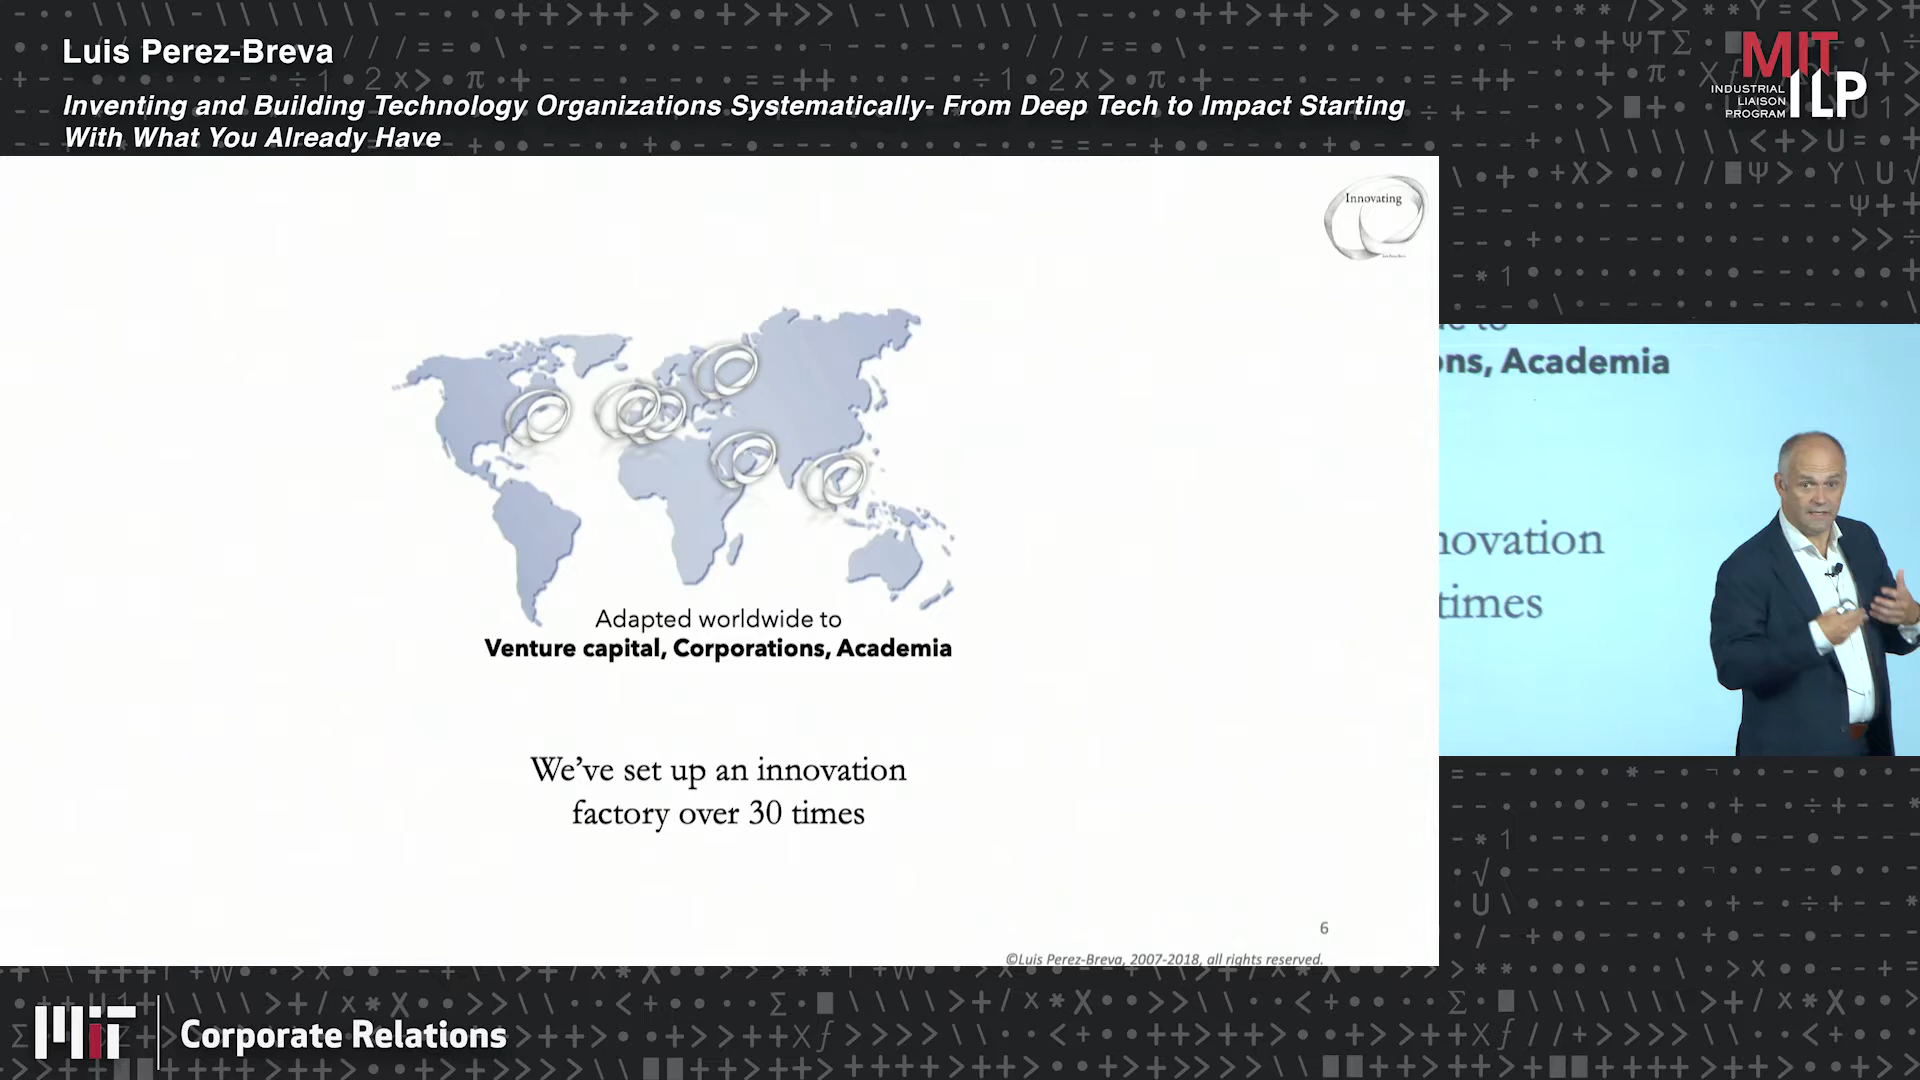 Luis Perez-Breva
Inventing and Building Technology Organizations Systematically- From Deep Tech to Impact Starting
With What You Already Have
MIT
INDUSTRIAL
LIAISON
PROGRAM
ILP
Innovating
Adapted worldwide to
Venture capital, Corporations, Academia
We've set up an innovation
factory over 30 times
6
©Luis Perez-Breva, 2007-2018, all rights reserved.
ons, Academia
novation
times
MIT
Corporate Relations